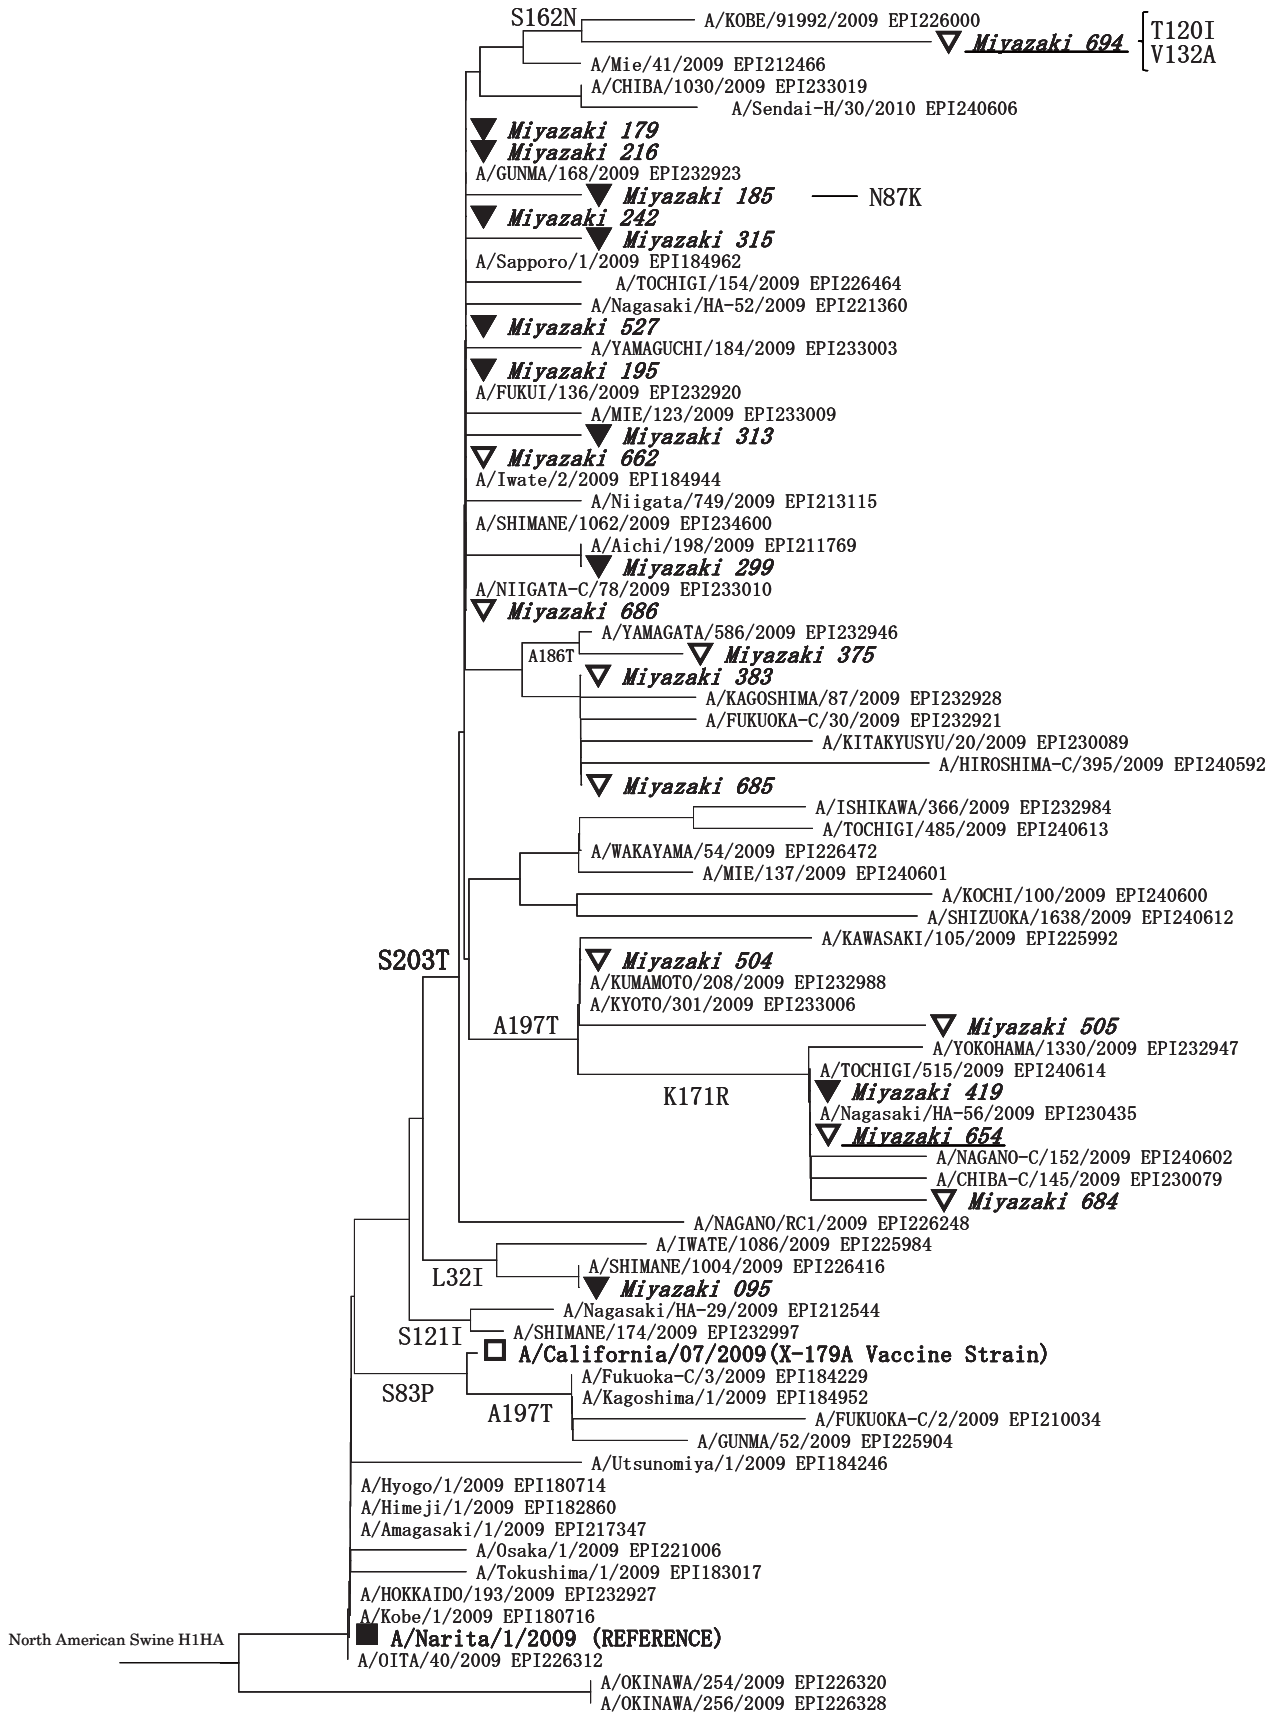 S162N
A/KOBE/91992/2009 EPI226000
Miyazaki 694
T120I
V132A
A/Mie/41/2009 EPI212466
A/CHIBA/1030/2009 EPI233019
A/Sendai-H/30/2010 EPI240606
Miyazaki 179
Miyazaki 216
A/GUNMA/168/2009 EPI232923
Miyazaki 185
N87K
Miyazaki 242
Miyazaki 315
A/Sapporo/1/2009 EPI184962
A/TOCHIGI/154/2009 EPI226464
A/Nagasaki/HA-52/2009 EPI221360
Miyazaki 527
A/YAMAGUCHI/184/2009 EPI233003
Miyazaki 195
A/FUKUI/136/2009 EPI232920
A/MIE/123/2009 EPI233009
Miyazaki 313
Miyazaki 662
A/Iwate/2/2009 EPI184944
A/Niigata/749/2009 EPI213115
A/SHIMANE/1062/2009 EPI234600
A/Aichi/198/2009 EPI211769
Miyazaki 299
A/NIIGATA-C/78/2009 EPI233010
Miyazaki 686
A/YAMAGATA/586/2009 EPI232946
A186T
Miyazaki 375
Miyazaki 383
A/KAGOSHIMA/87/2009 EPI232928
A/FUKUOKA-C/30/2009 EPI232921
A/KITAKYUSYU/20/2009 EPI230089
A/HIROSHIMA-C/395/2009 EPI240592
Miyazaki 685
A/ISHIKAWA/366/2009 EPI232984
A/TOCHIGI/485/2009 EPI240613
A/WAKAYAMA/54/2009 EPI226472
A/MIE/137/2009 EPI240601
A/KOCHI/100/2009 EPI240600
A/SHIZUOKA/1638/2009 EPI240612
A/KAWASAKI/105/2009 EPI225992
S203T
Miyazaki 504
A/KUMAMOTO/208/2009 EPI232988
A/KYOTO/301/2009 EPI233006
A197T
Miyazaki 505
A/YOKOHAMA/1330/2009 EPI232947
A/TOCHIGI/515/2009 EPI240614
K171R
Miyazaki 419
A/Nagasaki/HA-56/2009 EPI230435
Miyazaki 654
A/NAGANO-C/152/2009 EPI240602
A/CHIBA-C/145/2009 EPI230079
Miyazaki 684
A/NAGANO/RC1/2009 EPI226248
A/IWATE/1086/2009 EPI225984
A/SHIMANE/1004/2009 EPI226416
L32I
Miyazaki 095
A/Nagasaki/HA-29/2009 EPI212544
A/SHIMANE/174/2009 EPI232997
S121I
A/California/07/2009(X-179A Vaccine Strain)
A/Fukuoka-C/3/2009 EPI184229
S83P
A/Kagoshima/1/2009 EPI184952
A197T
A/FUKUOKA-C/2/2009 EPI210034
A/GUNMA/52/2009 EPI225904
A/Utsunomiya/1/2009 EPI184246
A/Hyogo/1/2009 EPI180714
A/Himeji/1/2009 EPI182860
A/Amagasaki/1/2009 EPI217347
A/Osaka/1/2009 EPI221006
A/Tokushima/1/2009 EPI183017
A/HOKKAIDO/193/2009 EPI232927
A/Kobe/1/2009 EPI180716
North American Swine H1HA
A/Narita/1/2009 (REFERENCE)
A/OITA/40/2009 EPI226312
A/OKINAWA/254/2009 EPI226320
A/OKINAWA/256/2009 EPI226328